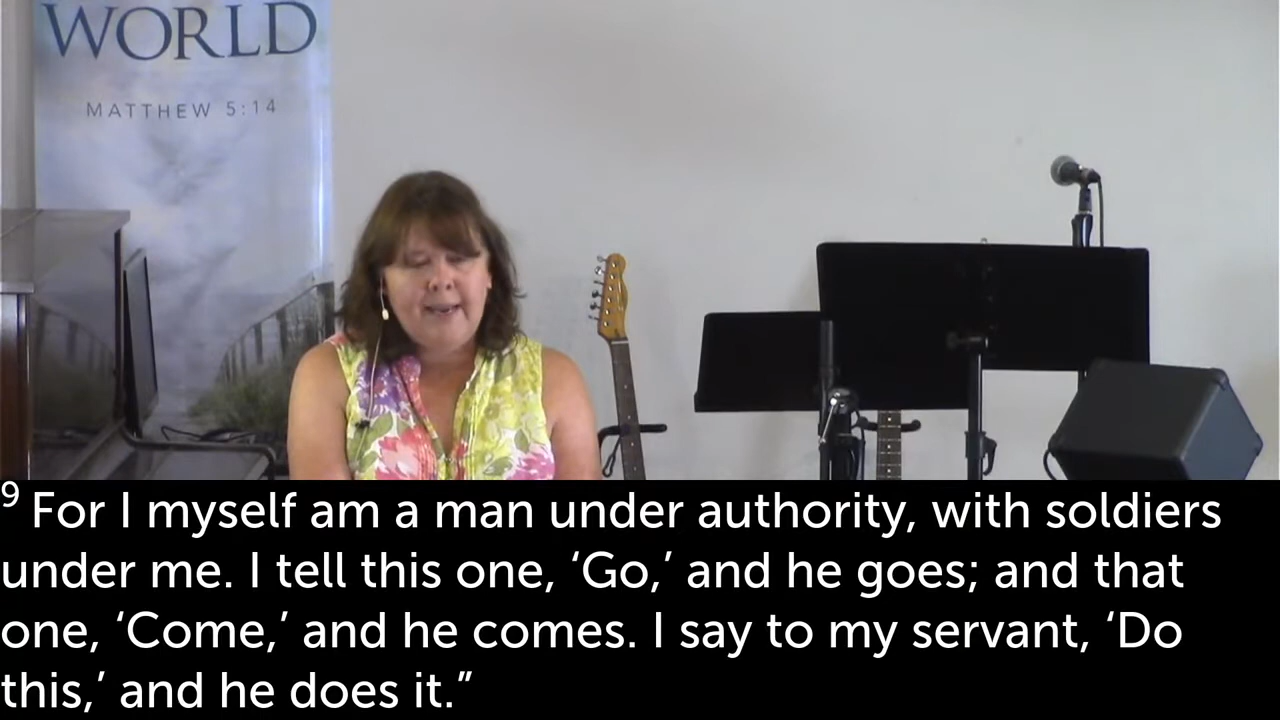 WORLD
MATTHEW 5:14
9 For I myself am a man under authority, with soldiers
under me. I tell this one, ‘Go,’ and he goes; and that
one, ‘Come,’ and he comes. I say to my servant, ‘Do
this,’ and he does it.”